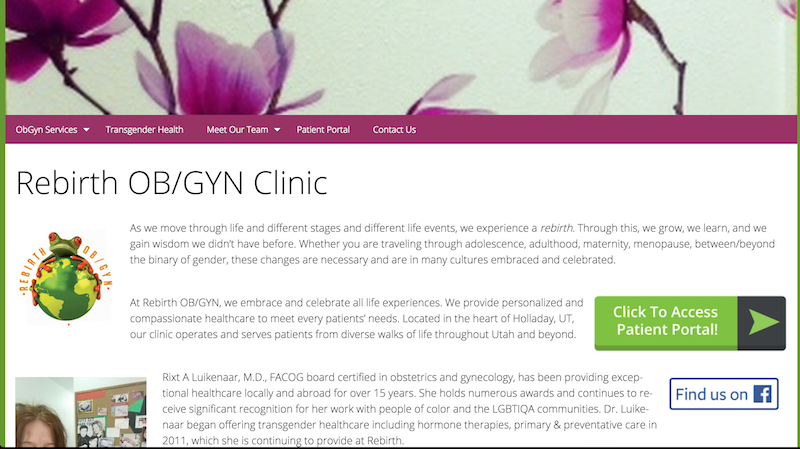 ObGyn Services Transgender Health Meet Our Team Patient Portal Contact Us
Rebirth OB/GYN Clinic
REBIRTH OB/GYN
As we move through life and different stages and different life events, we experience a rebirth. Through this, we grow, we learn, and we
gain wisdom we didn't have before. Whether you are traveling through adolescence, adulthood, maternity, menopause, between/beyond
the binary of gender, these changes are necessary and are in many cultures embraced and celebrated.
At Rebirth OB/GYN, we embrace and celebrate all life experiences. We provide personalized and
compassionate healthcare to meet every patients' needs. Located in the heart of Holladay, UT,
our clinic operates and serves patients from diverse walks of life throughout Utah and beyond.
Click To Access
Patient Portal!
Rixt A Luikenaar, M.D., FACOG board certified in obstetrics and gynecology, has been providing excep-
tional healthcare locally and abroad for over 15 years. She holds numerous awards and continues to re-
ceive significant recognition for her work with people of color and the LGBTIQA communities. Dr. Luike-
naar began offering transgender healthcare including hormone therapies, primary & preventative care in
2011, which she is continuing to provide at Rebirth.
Find us on f